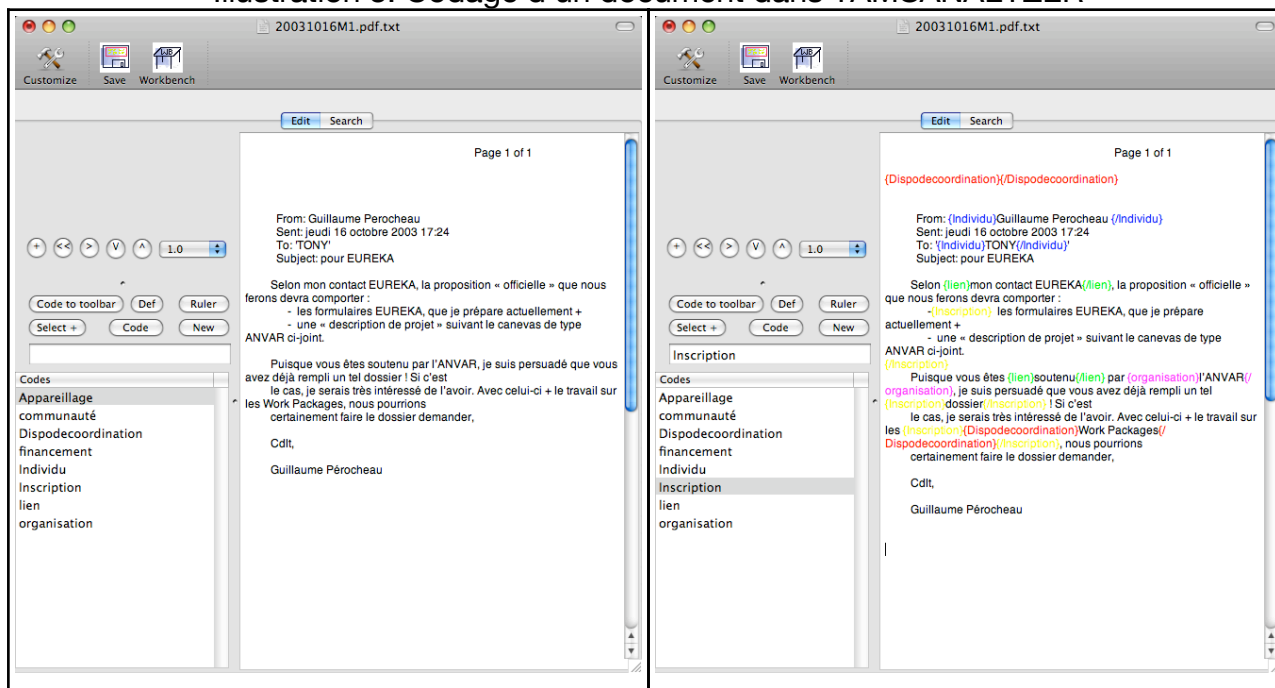 Illustration 3: Codage d'un document dans TAMSANALYZER
20031016M1.pdf.txt
Customize Save Workbench
Edit Search
Page 1 of 1
From: Guillaume Perocheau
Sent: jeudi 16 octobre 2003 17:24
To: 'TONY'
Subject: pour EUREKA
+ << > V ^ 1.0
Selon mon contact EUREKA, la proposition « officielle » que nous
ferons devra comporter :
- les formulaires EUREKA, que je prépare actuellement +
- une « description de projet » suivant le canevas de type
ANVAR ci-joint.
Puisque vous êtes soutenu par l'ANVAR, je suis persuadé que vous
avez déjà rempli un tel dossier ! Si c'est
le cas, je serais très intéressé de l'avoir. Avec celui-ci + le travail sur
les Work Packages, nous pourrions
certainement faire le dossier demander,
Cdlt,
Guillaume Pérocheau
Code to toolbar Def Ruler
Select + Code New
Codes
Appareillage
communauté
Dispodecoordination
financement
Individu
Inscription
lien
organisation
20031016M1.pdf.txt
Customize Save Workbench
Edit Search
Page 1 of 1
{Dispodecoordination}{/Dispodecoordination}
From: {Individu}Guillaume Perocheau {/Individu}
Sent: jeudi 16 octobre 2003 17:24
To: '{Individu}TONY{/Individu}'
Subject: pour EUREKA
+ << > V ^ 1.0
Selon {lien}mon contact EUREKA{/lien}, la proposition « officielle »
que nous ferons devra comporter :
-{Inscription} les formulaires EUREKA, que je prépare
actuellement +
- une « description de projet » suivant le canevas de type
ANVAR ci-joint.
{/Inscription}
Puisque vous êtes {lien}soutenu{/lien} par {organisation}l'ANVAR{/
organisation}, je suis persuadé que vous avez déjà rempli un tel
{Inscription}dossier{/Inscription} ! Si c'est
le cas, je serais très intéressé de l'avoir. Avec celui-ci + le travail sur
les {Inscription}{Dispodecoordination}Work Packages{/
Dispodecoordination}{/Inscription}, nous pourrions
certainement faire le dossier demander,
Cdlt,
Guillaume Pérocheau
Code to toolbar Def Ruler
Select + Code New
Inscription
Codes
Appareillage
communauté
Dispodecoordination
financement
Individu
Inscription
lien
organisation